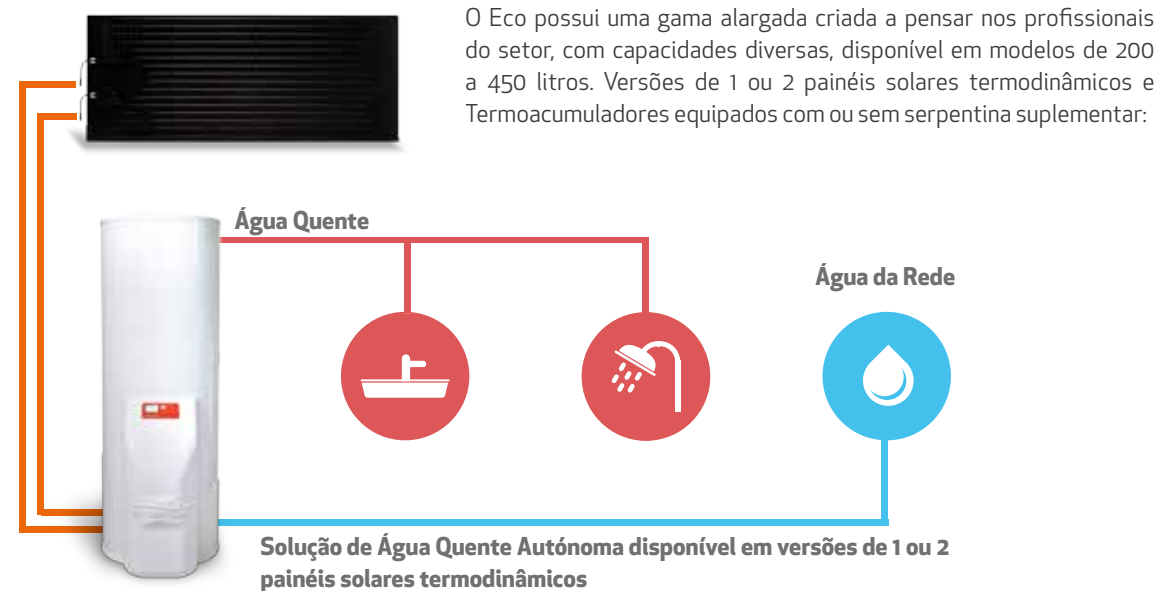 O Eco possui uma gama alargada criada a pensar nos profissionais
do setor, com capacidades diversas, disponível em modelos de 200
a 450 litros. Versões de 1 ou 2 painéis solares termodinâmicos e
Termoacumuladores equipados com ou sem serpentina suplementar:
Água Quente
Água da Rede
Solução de Água Quente Autónoma disponível em versões de 1 ou 2
painéis solares termodinâmicos